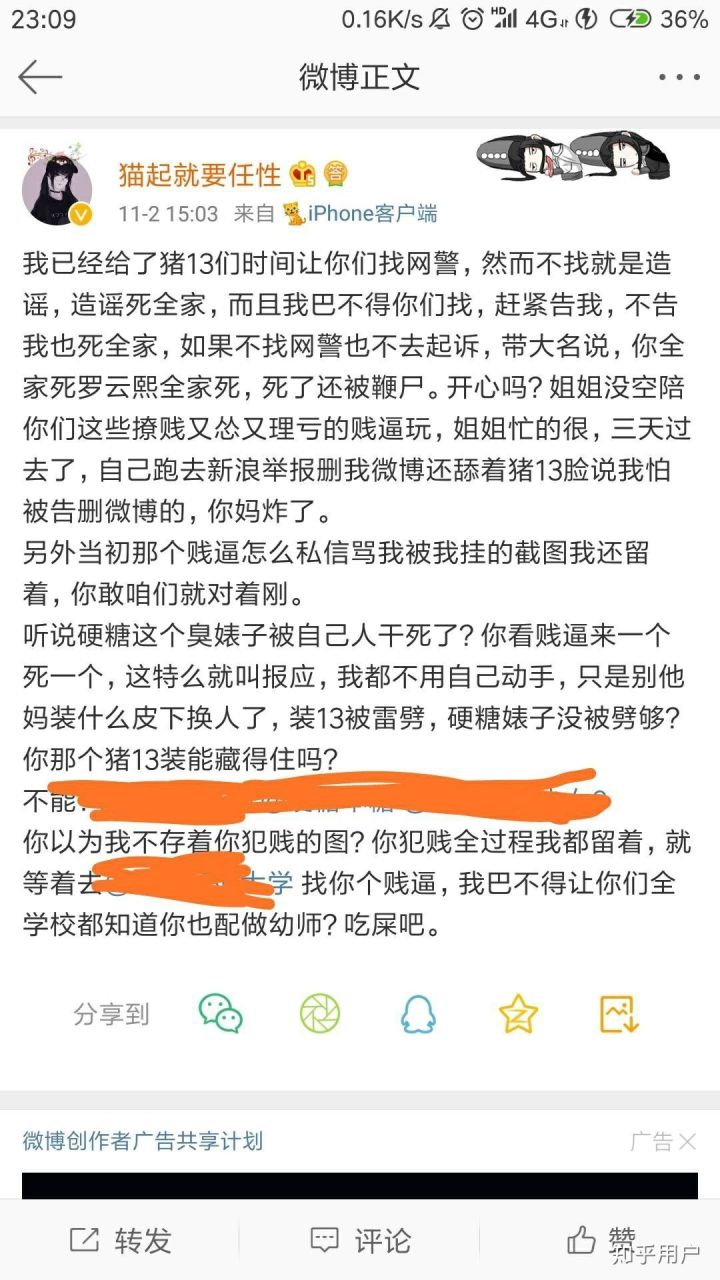 23:09 0.16K/s HD 4G 36%
微博正文
猫起就要任性
11-2 15:03 来自 iPhone客户端
我已经给了猪13们时间让你们找网警，然而不找就是造
谣，造谣死全家，而且我巴不得你们找，赶紧告我，不告
我也死全家，如果不找网警也不去起诉，带大名说，你全
家死罗云熙全家死，死了还被鞭尸。开心吗？姐姐没空陪
你们这些撩贱又怂又理亏的贱逼玩，姐姐忙的很，三天过
去了，自己跑去新浪举报删我微博还舔着猪13脸说我怕
被告删微博的，你妈炸了。
另外当初那个贱逼怎么私信骂我被我挂的截图我还留
着，你敢咱们就对着刚。
听说硬糖这个臭婊子被自己人干死了？你看贱逼来一个
死一个，这特么就叫报应，我都不用自己动手，只是别他
妈装什么皮下换人了，装13被雷劈，硬糖婊子没被劈够？
你那个猪13装能藏得住吗？
不能
你以为我不存着你犯贱的图？你犯贱全过程我都留着，就
等着去 大学 找你个贱逼，我巴不得让你们全
学校都知道你也配做幼师？吃屎吧。
分享到
微博创作者广告共享计划 广告
转发 评论 赞
知乎用户